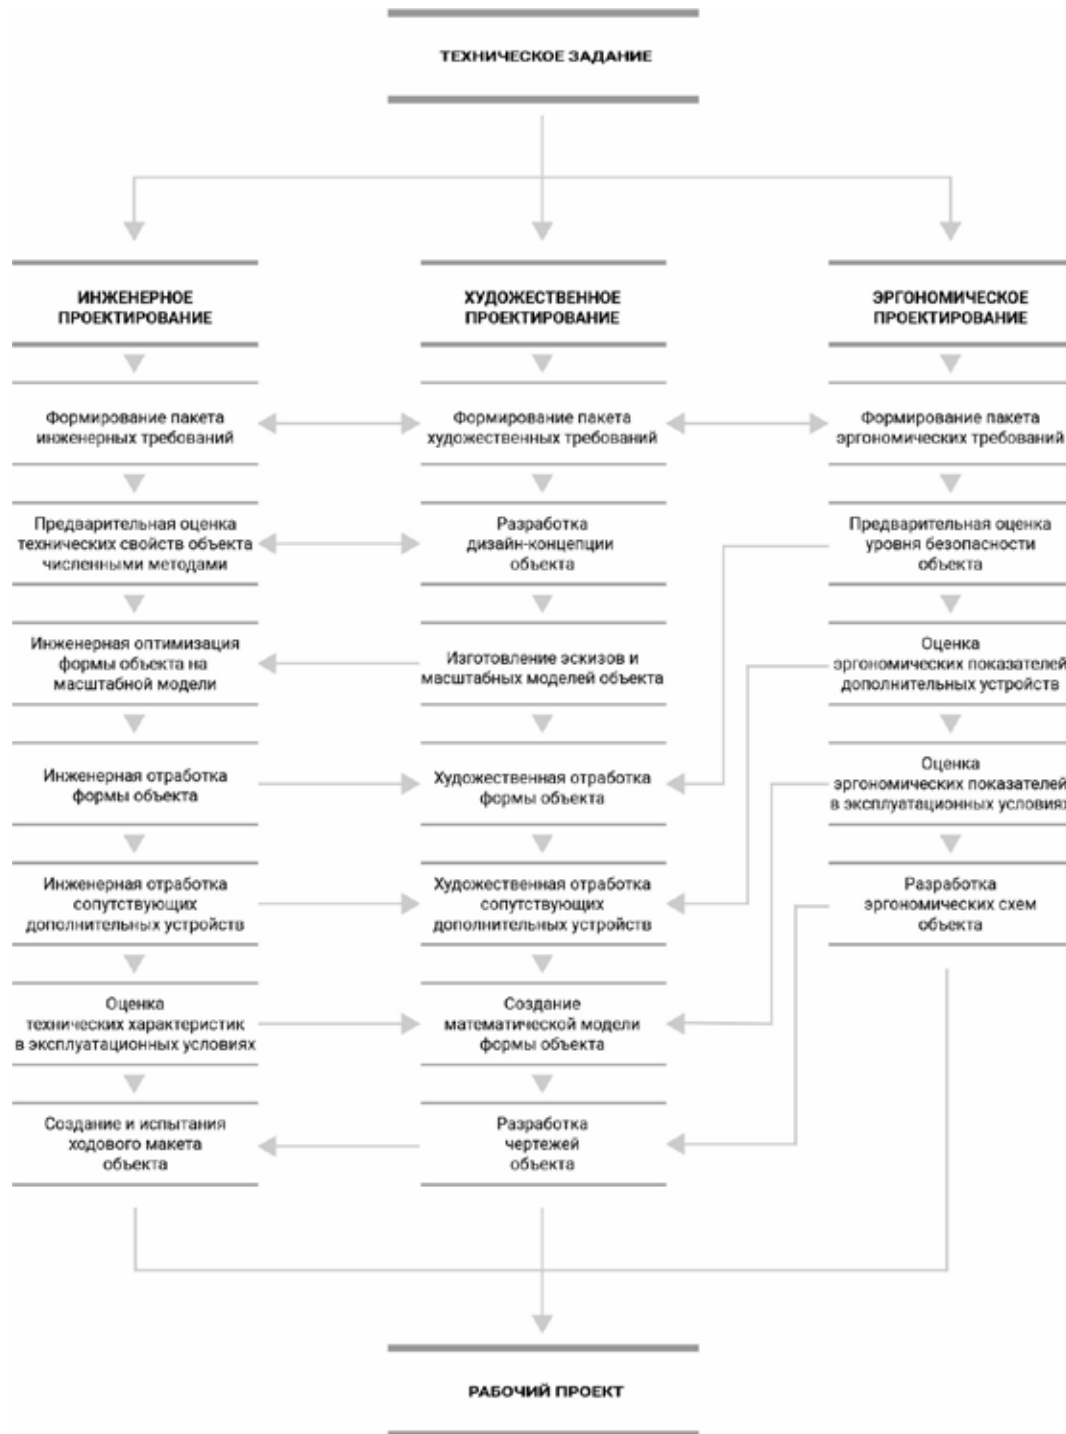 ТЕХНИЧЕСКОЕ ЗАДАНИЕ
ИНЖЕНЕРНОЕ
ПРОЕКТИРОВАНИЕ
ХУДОЖЕСТВЕННОЕ
ПРОЕКТИРОВАНИЕ
ЭРГОНОМИЧЕСКОЕ
ПРОЕКТИРОВАНИЕ
Формирование пакета
инженерных требований
Формирование пакета
художественных требований
Формирование пакета
эргономических требований
Предварительная оценка
технических свойств объекта
численными методами
Разработка
дизайн-концепции
объекта
Предварительная оценка
уровня безопасности
объекта
Инженерная оптимизация
формы объекта на
масштабной модели
Изготовление эскизов и
масштабных моделей объекта
Оценка
эргономических показателей
дополнительных устройств
Инженерная отработка
формы объекта
Художественная отработка
формы объекта
Оценка
эргономических показателей
в эксплуатационных условиях
Инженерная отработка
сопутствующих
дополнительных устройств
Художественная отработка
сопутствующих
дополнительных устройств
Разработка
эргономических схем
объекта
Оценка
технических характеристик
в эксплуатационных условиях
Создание
математической модели
формы объекта
Создание и испытания
ходового макета
объекта
Разработка
чертежей
объекта
РАБОЧИЙ ПРОЕКТ